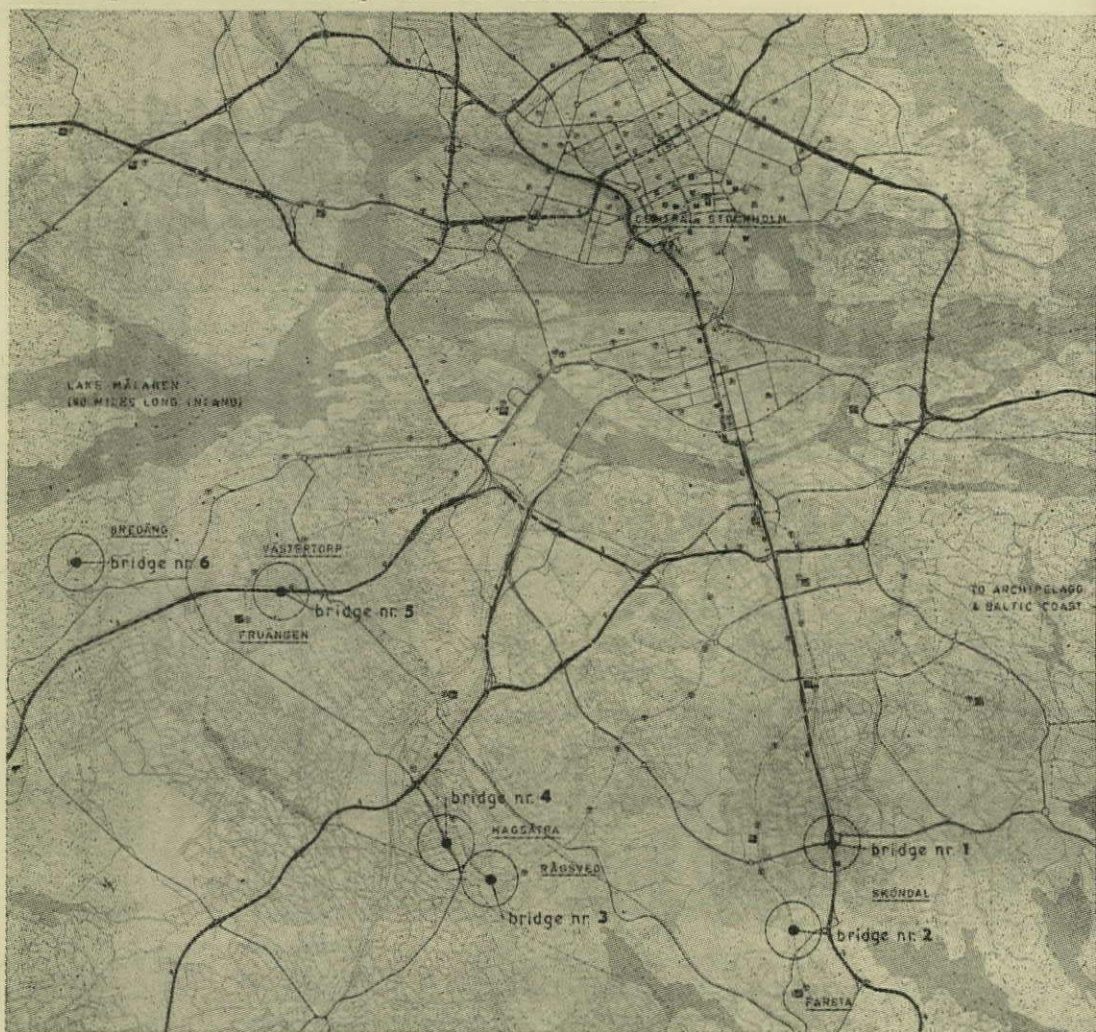 CENTRAL STOCKHOLM
LAKE MÄLAREN
(80 MILES LONG INLAND)
BREDÄNG
bridge nr. 6
VÄSTERTORP
bridge nr. 5
FRUÄNGEN
TO ARCHIPELAGO
& BALTIC COAST
bridge nr. 4
HAGSÄTRA
RÅGSVED
bridge nr. 3
bridge nr. 1
SKÖNDAL
bridge nr. 2
FARSTA